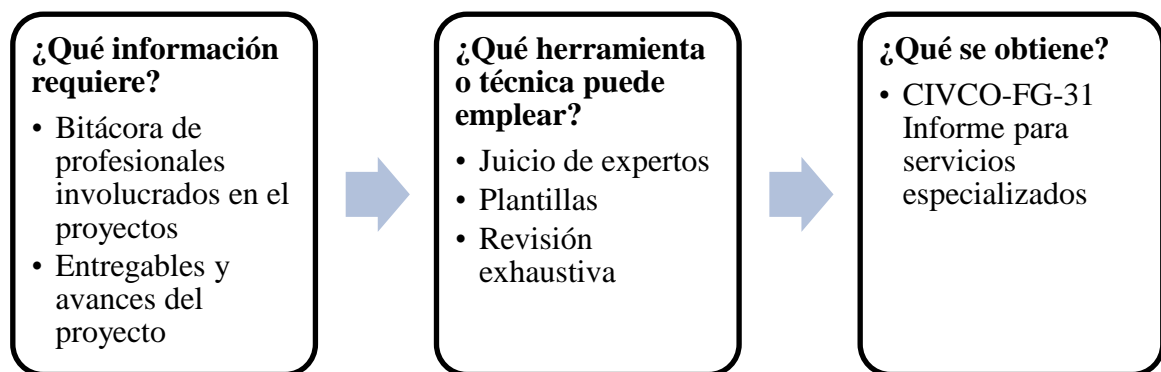 ¿Qué información
requiere?
• Bitácora de
profesionales
involucrados en el
proyectos
• Entregables y
avances del
proyecto
¿Qué herramienta
o técnica puede
emplear?
• Juicio de expertos
• Plantillas
• Revisión
exhaustiva
¿Qué se obtiene?
• CIVCO-FG-31
Informe para
servicios
especializados